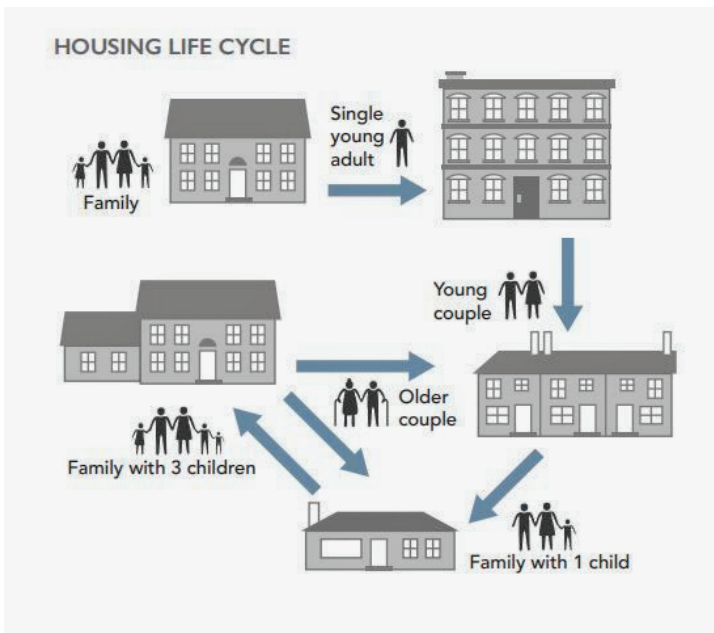 HOUSING LIFE CYCLE
Single
young
adult
Family
Young
couple
Older
couple
Family with 3 children
Family with 1 child